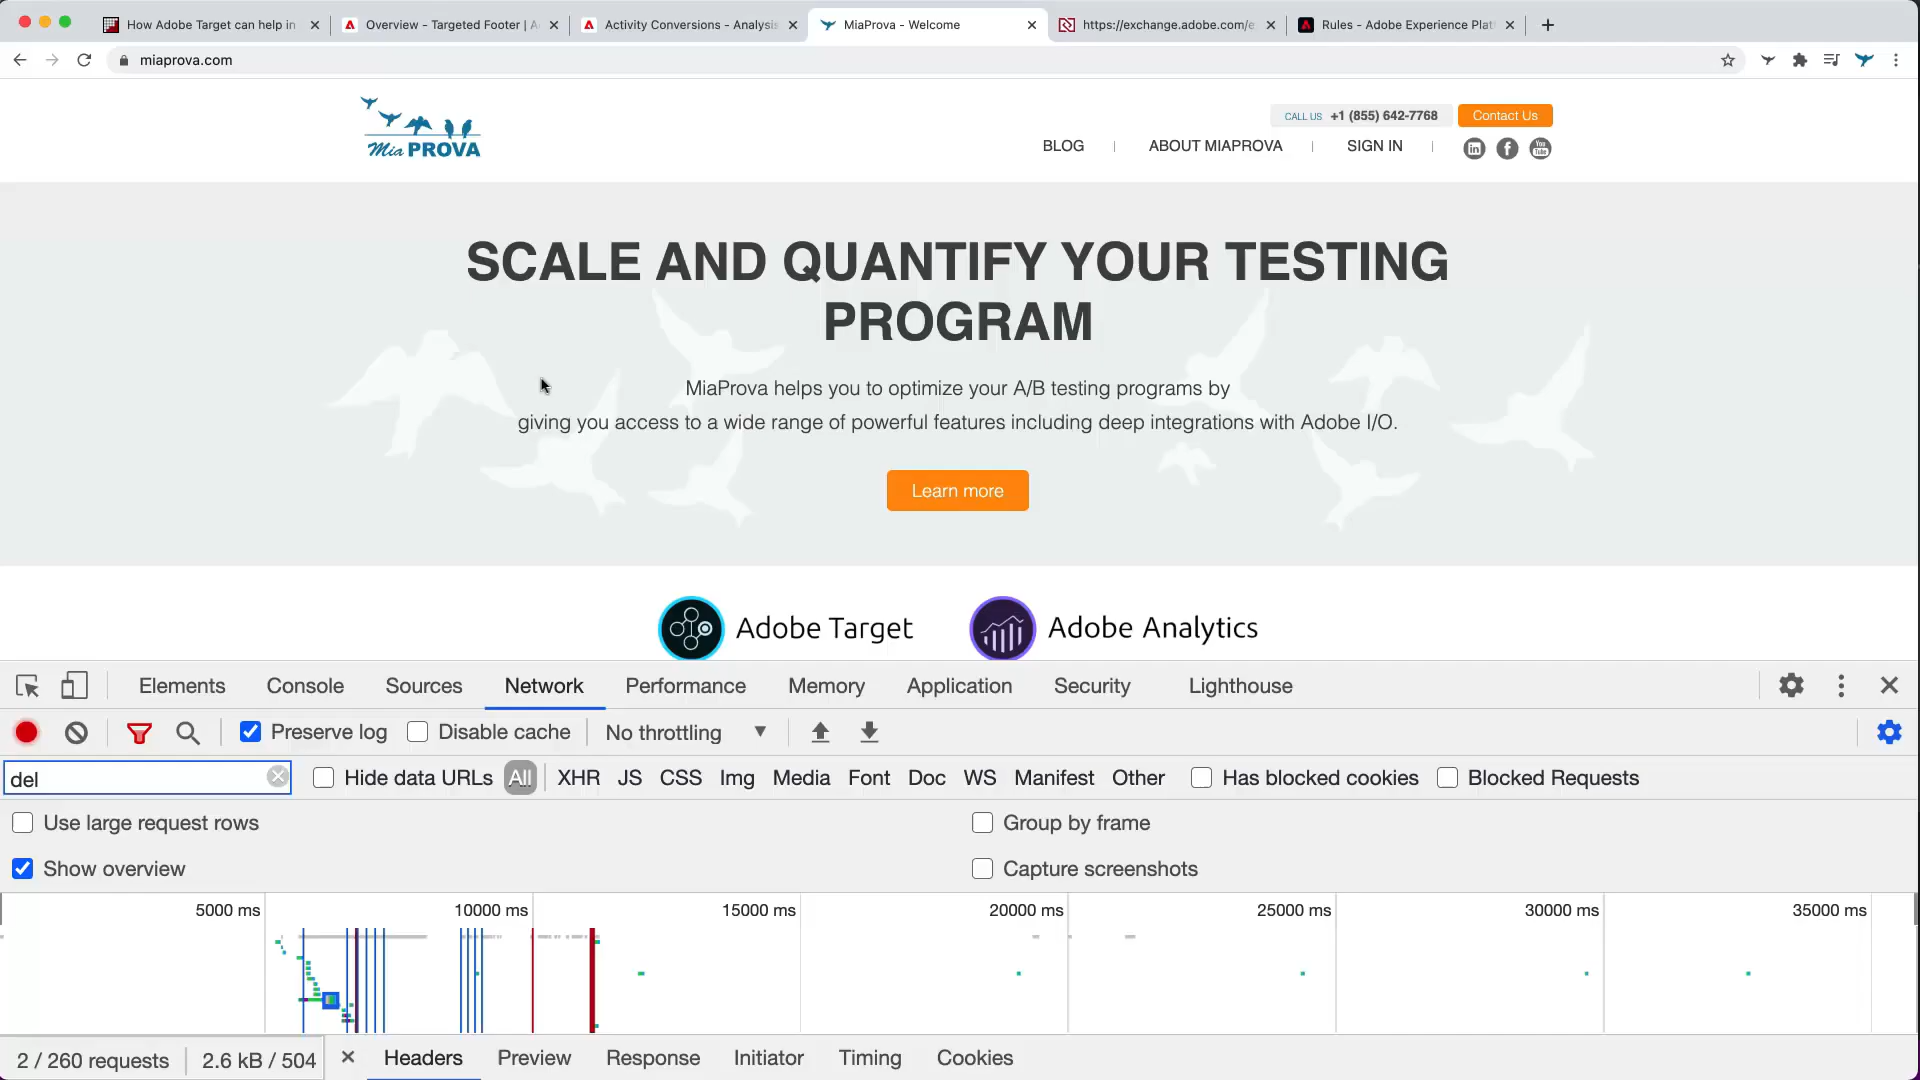 How Adobe Target can help in
Overview - Targeted Footer | A
Activity Conversions - Analysis
MiaProva - Welcome
https://exchange.adobe.com/e
Rules - Adobe Experience Plat
miaprova.com
Mia PROVA
CALL US +1 (855) 642-7768
Contact Us
BLOG
ABOUT MIAPROVA
SIGN IN
SCALE AND QUANTIFY YOUR TESTING
PROGRAM
MiaProva helps you to optimize your A/B testing programs by
giving you access to a wide range of powerful features including deep integrations with Adobe I/O.
Learn more
Adobe Target
Adobe Analytics
Elements
Console
Sources
Network
Performance
Memory
Application
Security
Lighthouse
Preserve log
Disable cache
No throttling
del
Hide data URLs
All
XHR
JS
CSS
Img
Media
Font
Doc
WS
Manifest
Other
Has blocked cookies
Blocked Requests
Use large request rows
Group by frame
Show overview
Capture screenshots
5000 ms
10000 ms
15000 ms
20000 ms
25000 ms
30000 ms
35000 ms
2 / 260 requests
2.6 kB / 504
Headers
Preview
Response
Initiator
Timing
Cookies